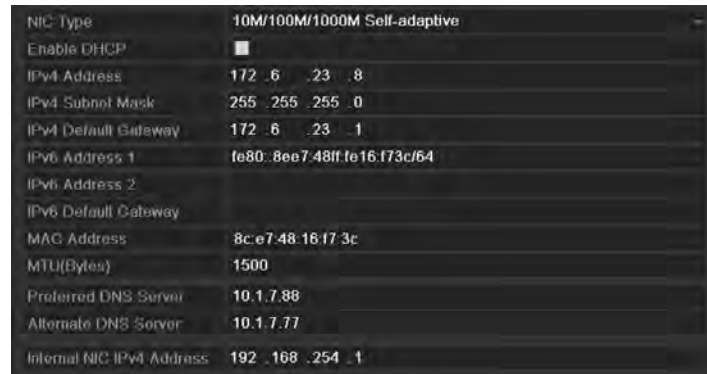 NIC Type 10M/100M/1000M Self-adaptive
Enable DHCP
IPv4 Address 172 .6 .23 .8
IPv4 Subnet Mask 255 .255 .255 .0
IPv4 Default Gateway 172 .6 .23 .1
IPv6 Address 1 fe80::8ee7:48ff:fe16:f73c/64
IPv6 Address 2
IPv6 Default Gateway
MAC Address 8c:e7:48:16:f7:3c
MTU(Bytes) 1500
Preferred DNS Server 10.1.7.88
Alternate DNS Server 10.1.7.77
Internal NIC IPv4 Address 192 .168 .254 .1